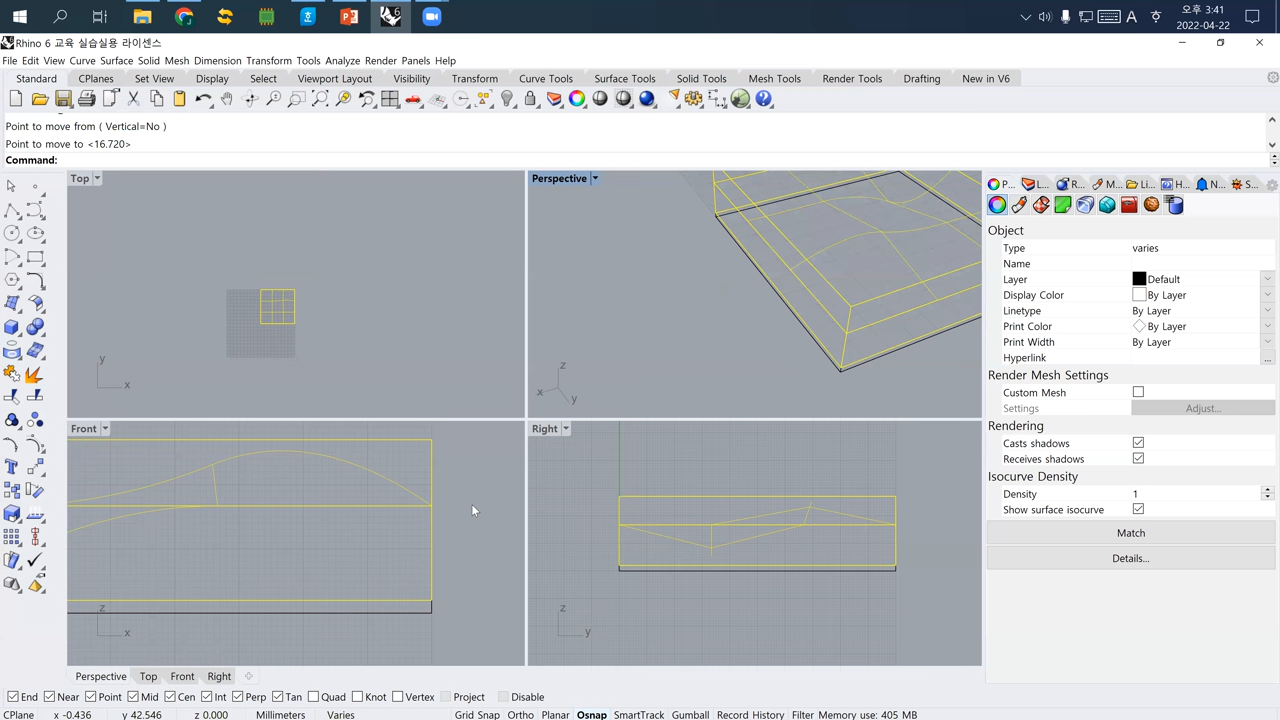 A
오후 3:41
2022-04-22
Rhino 6 교육 실습실용 라이센스
File Edit View Curve Surface Solid Mesh Dimension Transform Tools Analyze Render Panels Help
Standard CPlanes Set View Display Select Viewport Layout Visibility Transform Curve Tools Surface Tools Solid Tools Mesh Tools Render Tools Drafting New in V6
Point to move from ( Vertical=No )
Point to move to <16.720>
Command:
Top
Perspective
P... L... R... M... Li... H... N... S...
Object
Type varies
Name
Layer Default
Display Color By Layer
Linetype By Layer
Print Color By Layer
Print Width By Layer
Hyperlink ...
Render Mesh Settings
Custom Mesh
Settings Adjust...
Rendering
Casts shadows
Receives shadows
Isocurve Density
Density 1
Show surface isocurve
Match
Details...
y
x
z
x
y
Front
Right
z
x
z
y
Perspective Top Front Right
End Near Point Mid Cen Int Perp Tan Quad Knot Vertex Project Disable
CPlane x -0.436 y 42.546 z 0.000 Millimeters Varies Grid Snap Ortho Planar Osnap SmartTrack Gumball Record History Filter Memory use: 405 MB